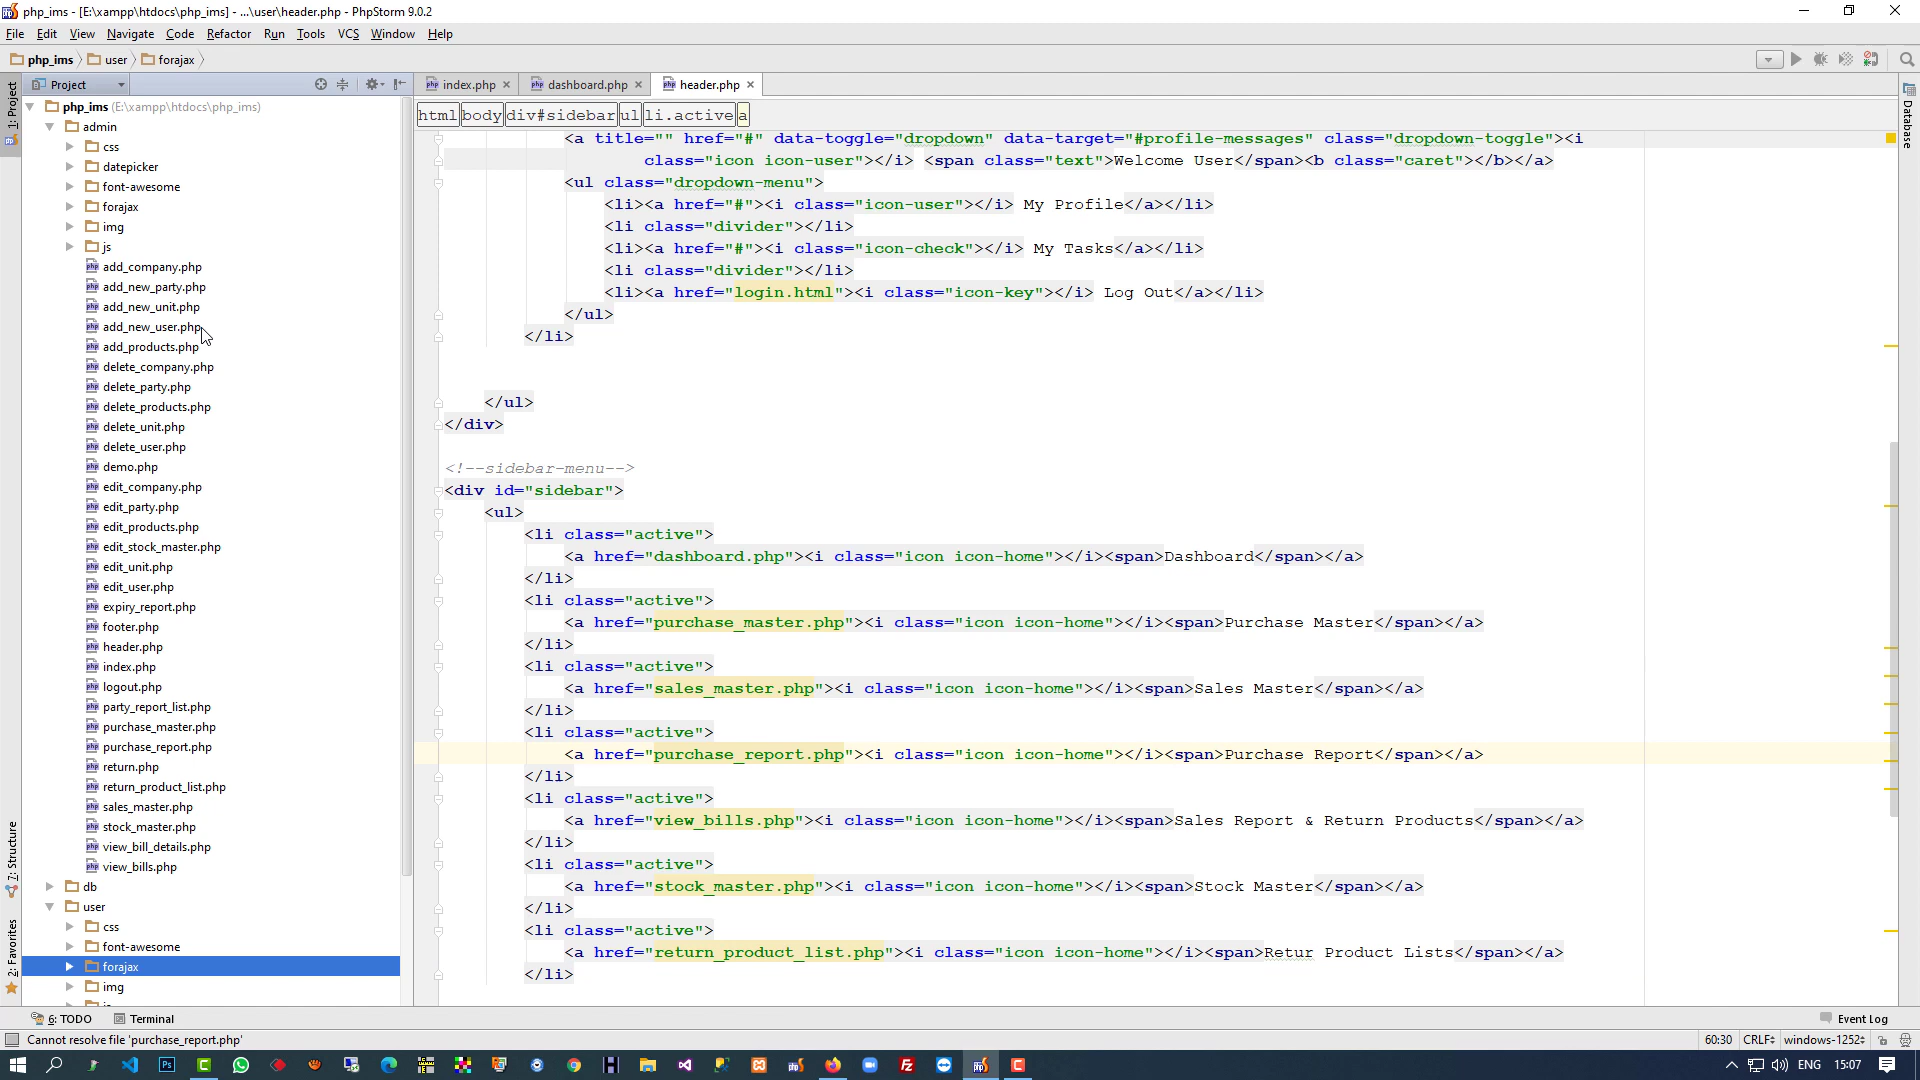 php_ims - [E:\xampp\htdocs\php_ims] - ...\user\header.php - PhpStorm 9.0.2
File Edit View Navigate Code Refactor Run Tools VCS Window Help
php_ims user forajax
Project
index.php dashboard.php header.php
1: Project
7: Structure
2: Favorites
Database
php_ims (E:\xampp\htdocs\php_ims)
admin
css
datepicker
font-awesome
forajax
img
js
add_company.php
add_new_party.php
add_new_unit.php
add_new_user.php
add_products.php
delete_company.php
delete_party.php
delete_products.php
delete_unit.php
delete_user.php
demo.php
edit_company.php
edit_party.php
edit_products.php
edit_stock_master.php
edit_unit.php
edit_user.php
expiry_report.php
footer.php
header.php
index.php
logout.php
party_report_list.php
purchase_master.php
purchase_report.php
return.php
return_product_list.php
sales_master.php
stock_master.php
view_bill_details.php
view_bills.php
db
user
css
font-awesome
forajax
img
html body div#sidebar ul li.active a
<a title="" href="#" data-toggle="dropdown" data-target="#profile-messages" class="dropdown-toggle"><i
class="icon icon-user"></i> <span class="text">Welcome User</span><b class="caret"></b></a>
<ul class="dropdown-menu">
<li><a href="#"><i class="icon-user"></i> My Profile</a></li>
<li class="divider"></li>
<li><a href="#"><i class="icon-check"></i> My Tasks</a></li>
<li class="divider"></li>
<li><a href="login.html"><i class="icon-key"></i> Log Out</a></li>
</ul>
</li>
</ul>
</div>
<!--sidebar-menu-->
<div id="sidebar">
<ul>
<li class="active">
<a href="dashboard.php"><i class="icon icon-home"></i><span>Dashboard</span></a>
</li>
<li class="active">
<a href="purchase_master.php"><i class="icon icon-home"></i><span>Purchase Master</span></a>
</li>
<li class="active">
<a href="sales_master.php"><i class="icon icon-home"></i><span>Sales Master</span></a>
</li>
<li class="active">
<a href="purchase_report.php"><i class="icon icon-home"></i><span>Purchase Report</span></a>
</li>
<li class="active">
<a href="view_bills.php"><i class="icon icon-home"></i><span>Sales Report & Return Products</span></a>
</li>
<li class="active">
<a href="stock_master.php"><i class="icon icon-home"></i><span>Stock Master</span></a>
</li>
<li class="active">
<a href="return_product_list.php"><i class="icon icon-home"></i><span>Retur Product Lists</span></a>
</li>
6: TODO Terminal Event Log
Cannot resolve file 'purchase_report.php' 60:30 CRLF windows-1252
ENG 15:07